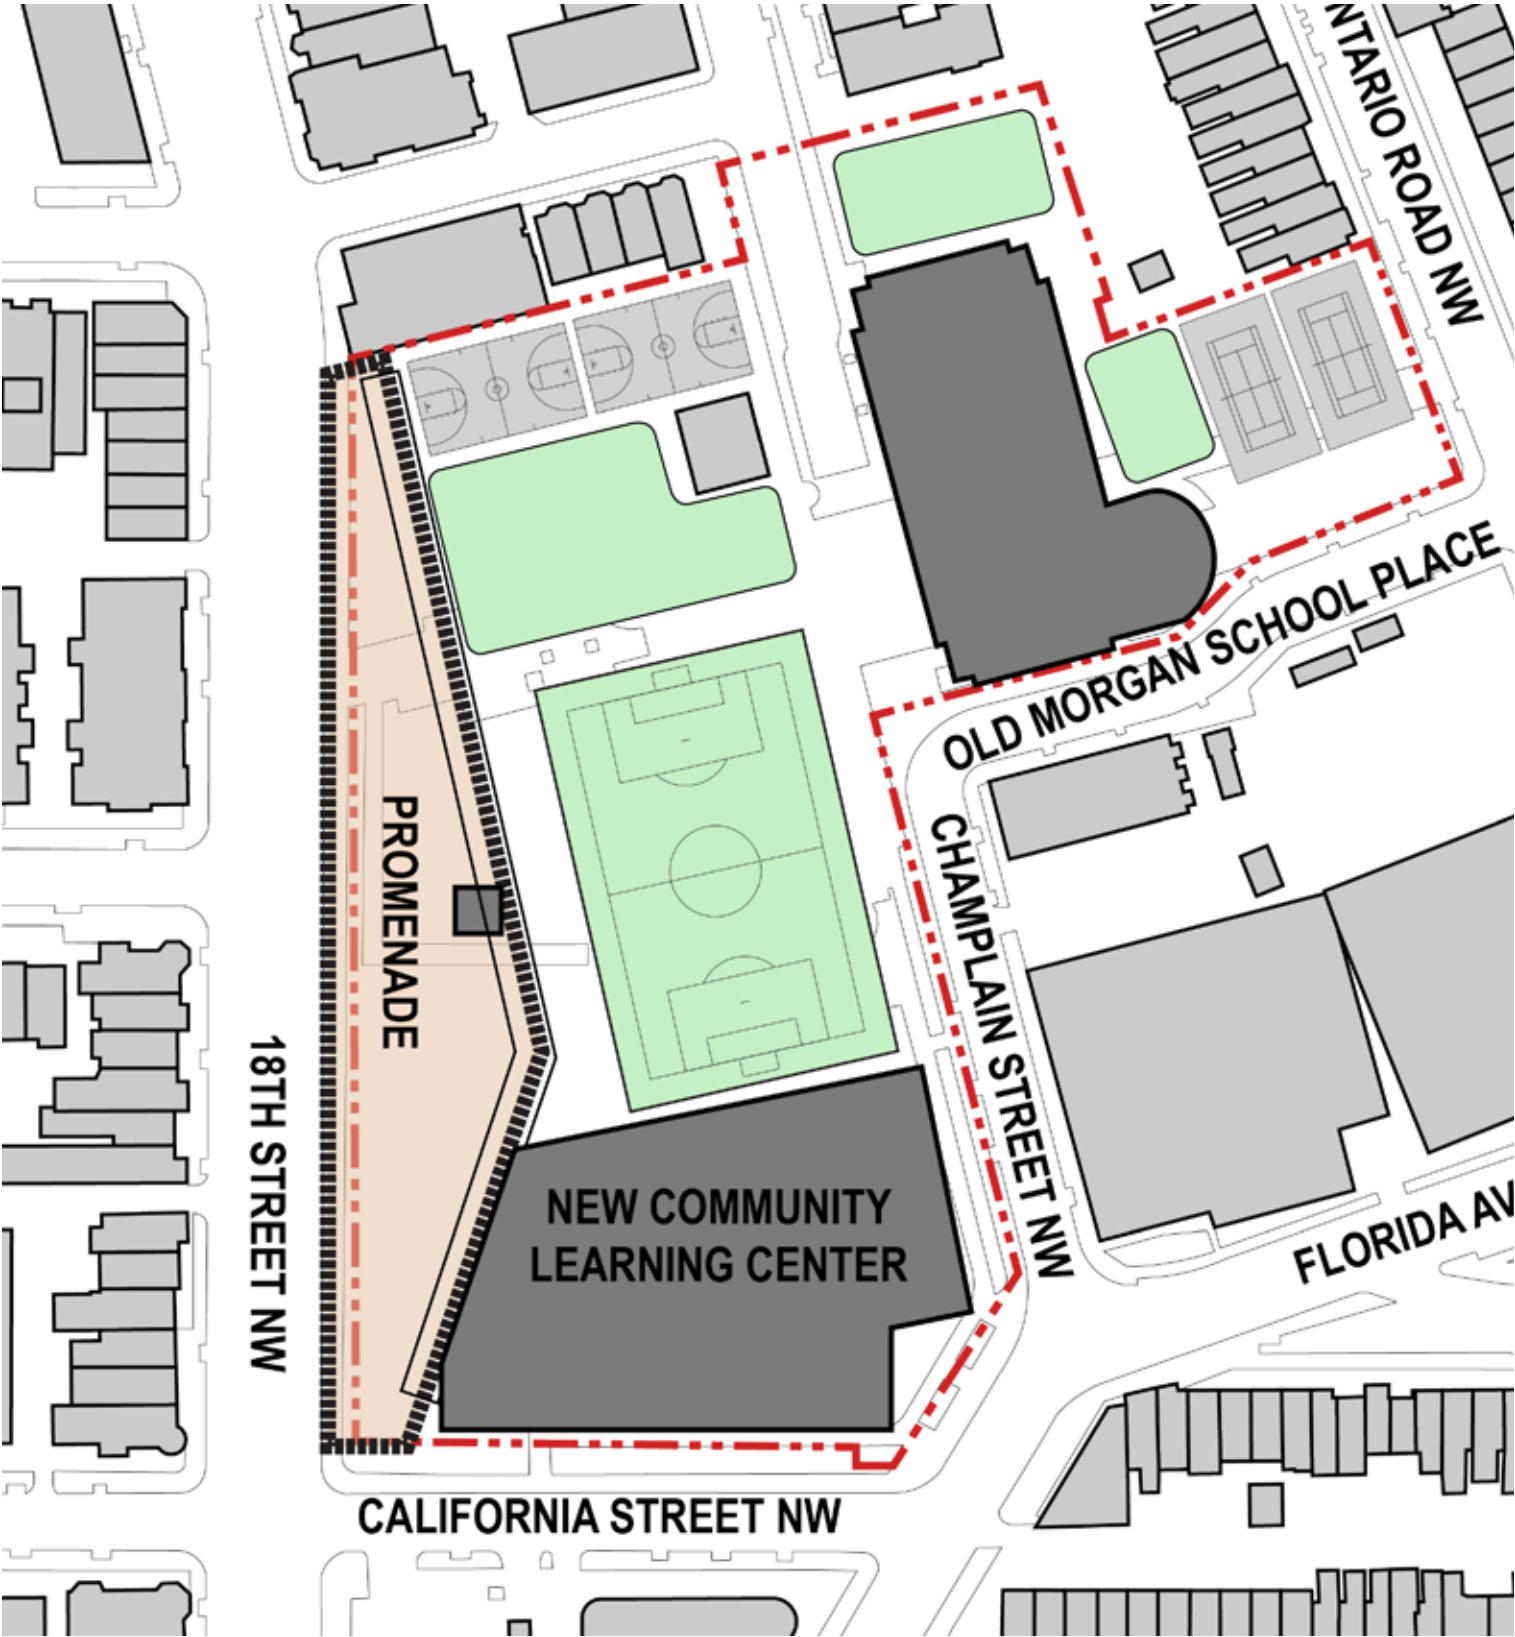 NTARIO ROAD NW
OLD MORGAN SCHOOL PLACE
PROMENADE
CHAMPLAIN STREET NW
18TH STREET NW
NEW COMMUNITY
LEARNING CENTER
FLORIDA AV
CALIFORNIA STREET NW